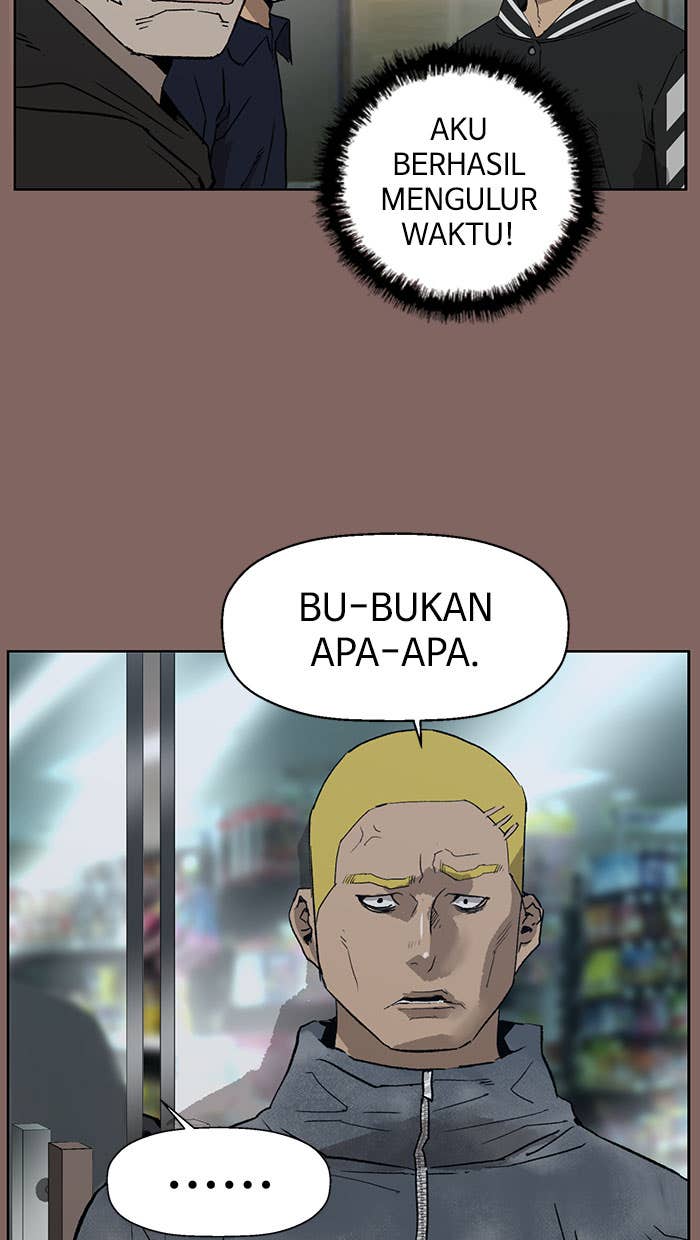 AKU
BERHASIL
MENGULUR
WAKTU!
BU-BUKAN
APA-APA.
......